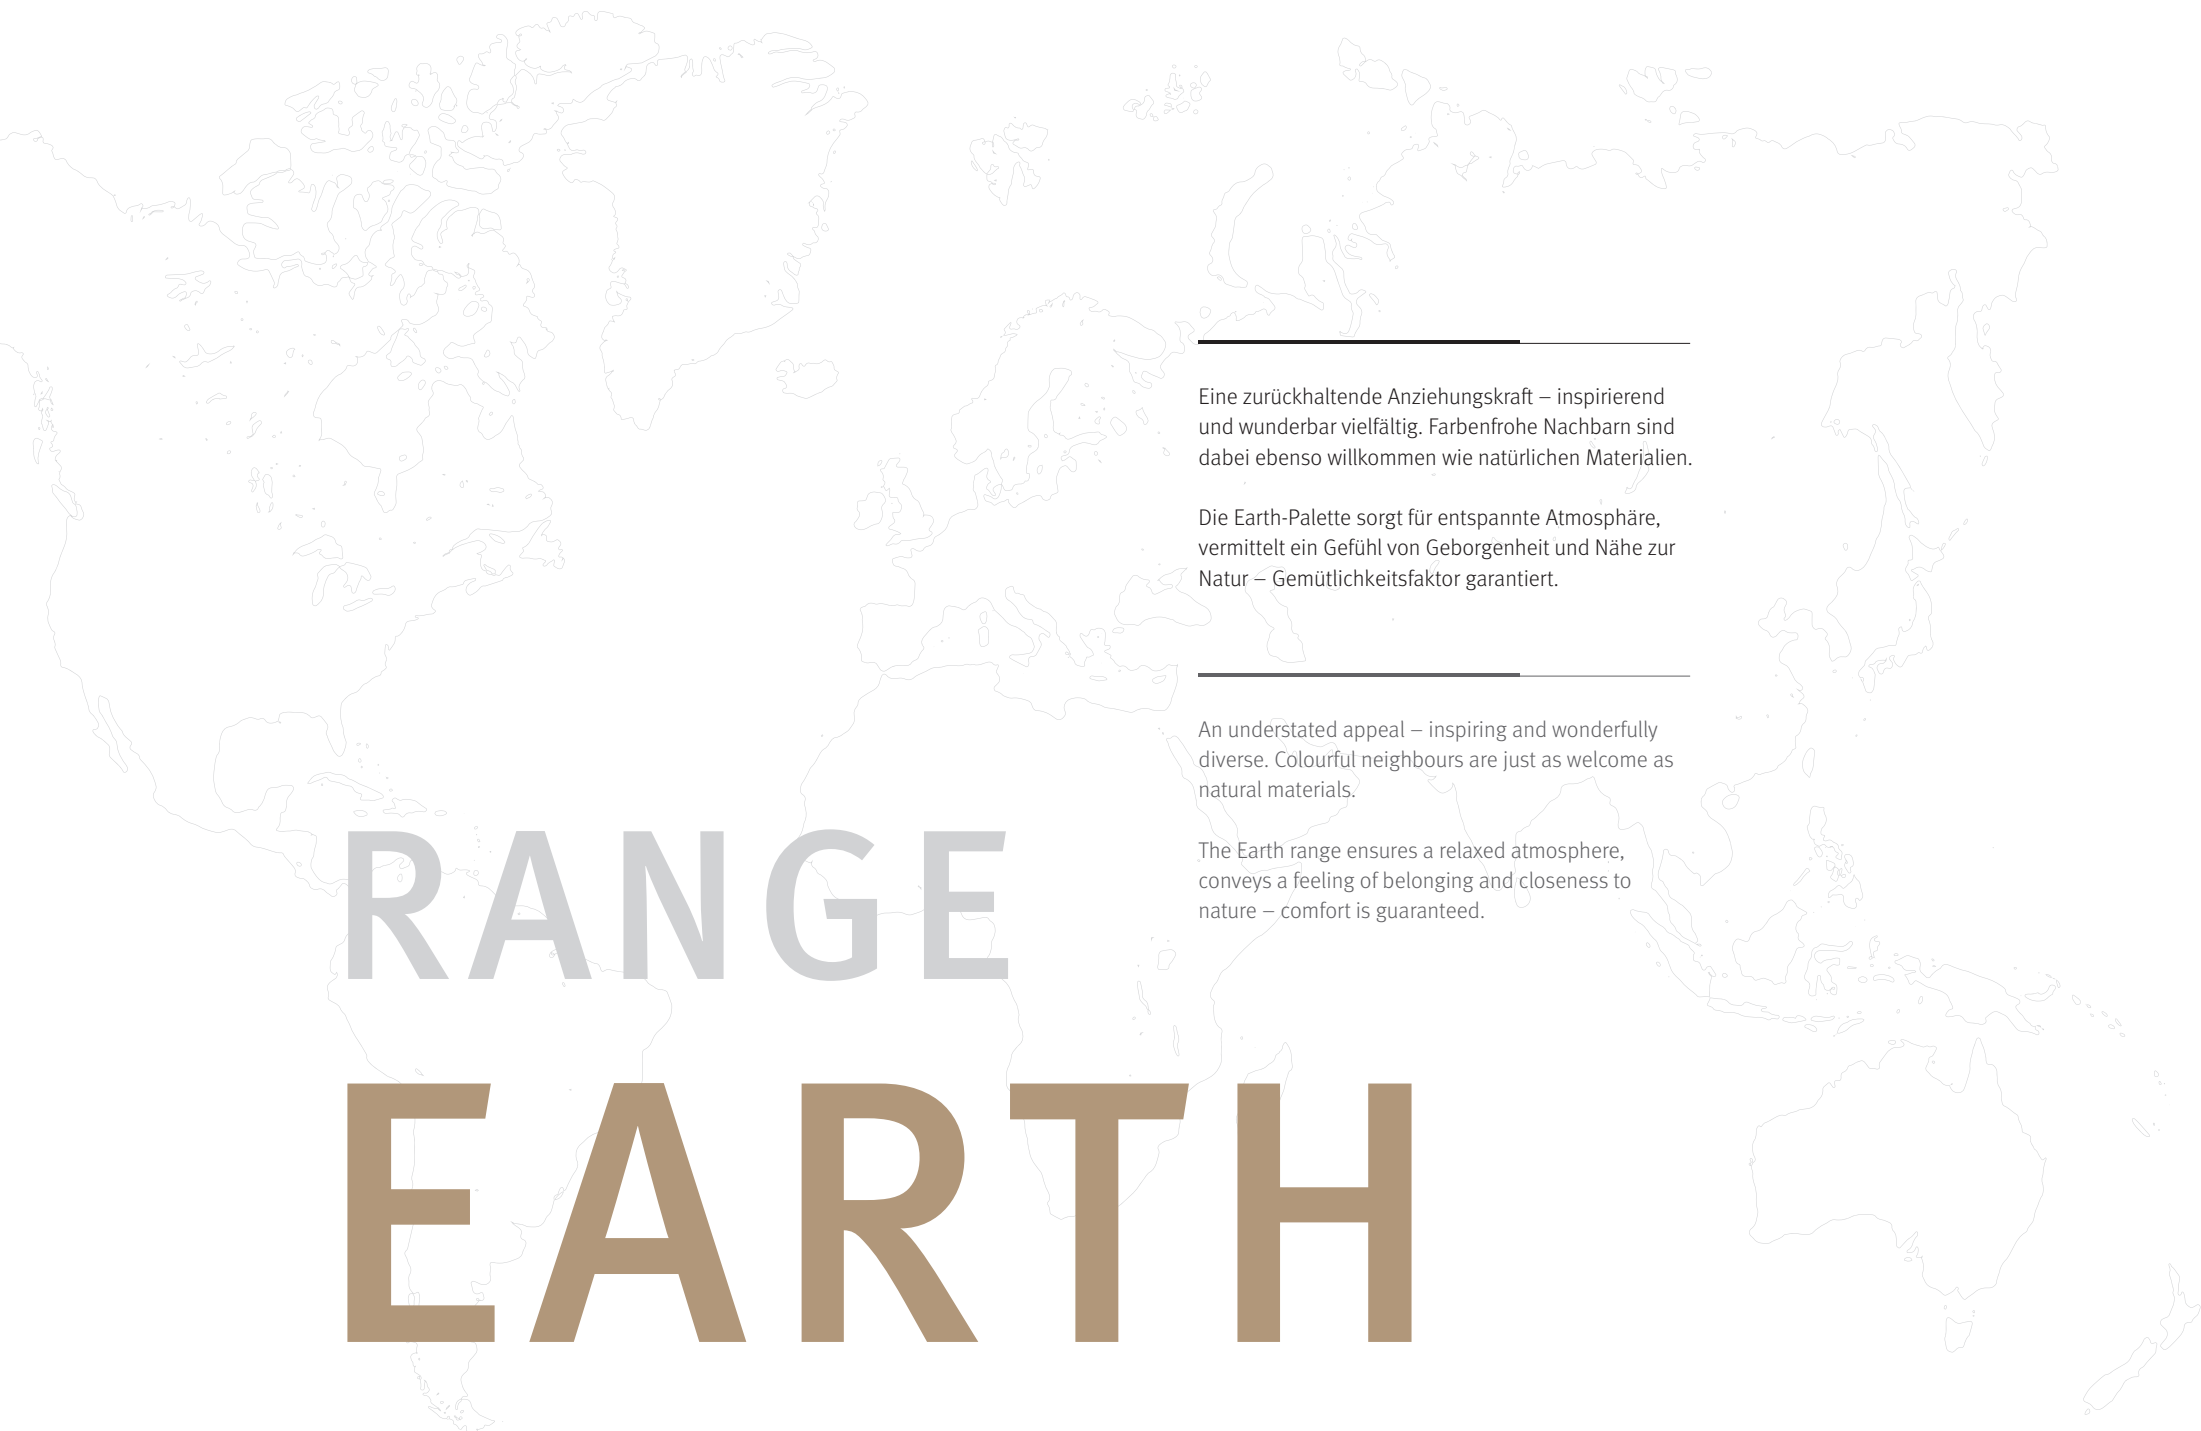 Eine zurückhaltende Anziehungskraft – inspirierend
und wunderbar vielfältig. Farbenfrohe Nachbarn sind
dabei ebenso willkommen wie natürlichen Materialien.
Die Earth-Palette sorgt für entspannte Atmosphäre,
vermittelt ein Gefühl von Geborgenheit und Nähe zur
Natur – Gemütlichkeitsfaktor garantiert.
An understated appeal – inspiring and wonderfully
diverse. Colourful neighbours are just as welcome as
natural materials.
The Earth range ensures a relaxed atmosphere,
conveys a feeling of belonging and closeness to
nature – comfort is guaranteed.
RANGE
EARTH